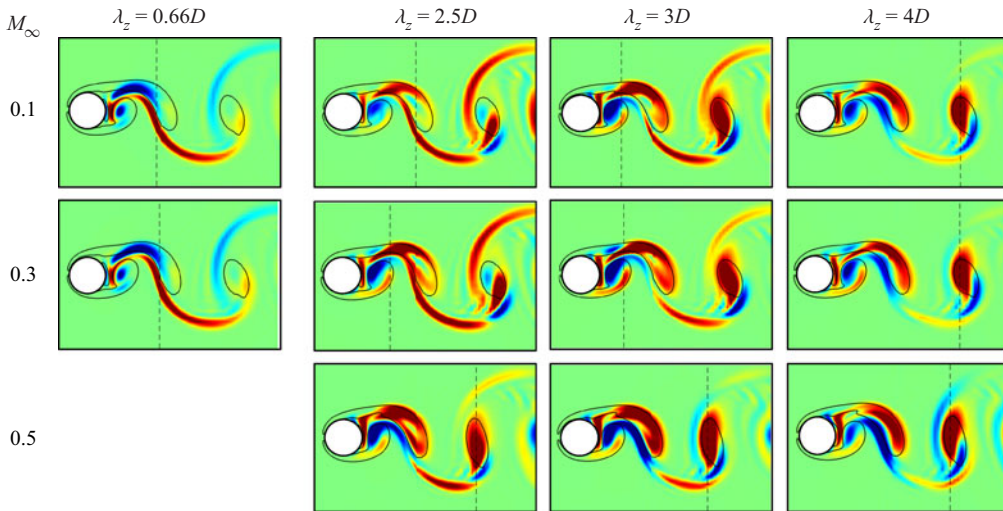 M∞ λz = 0.66D λz = 2.5D λz = 3D λz = 4D
0.1
0.3
0.5